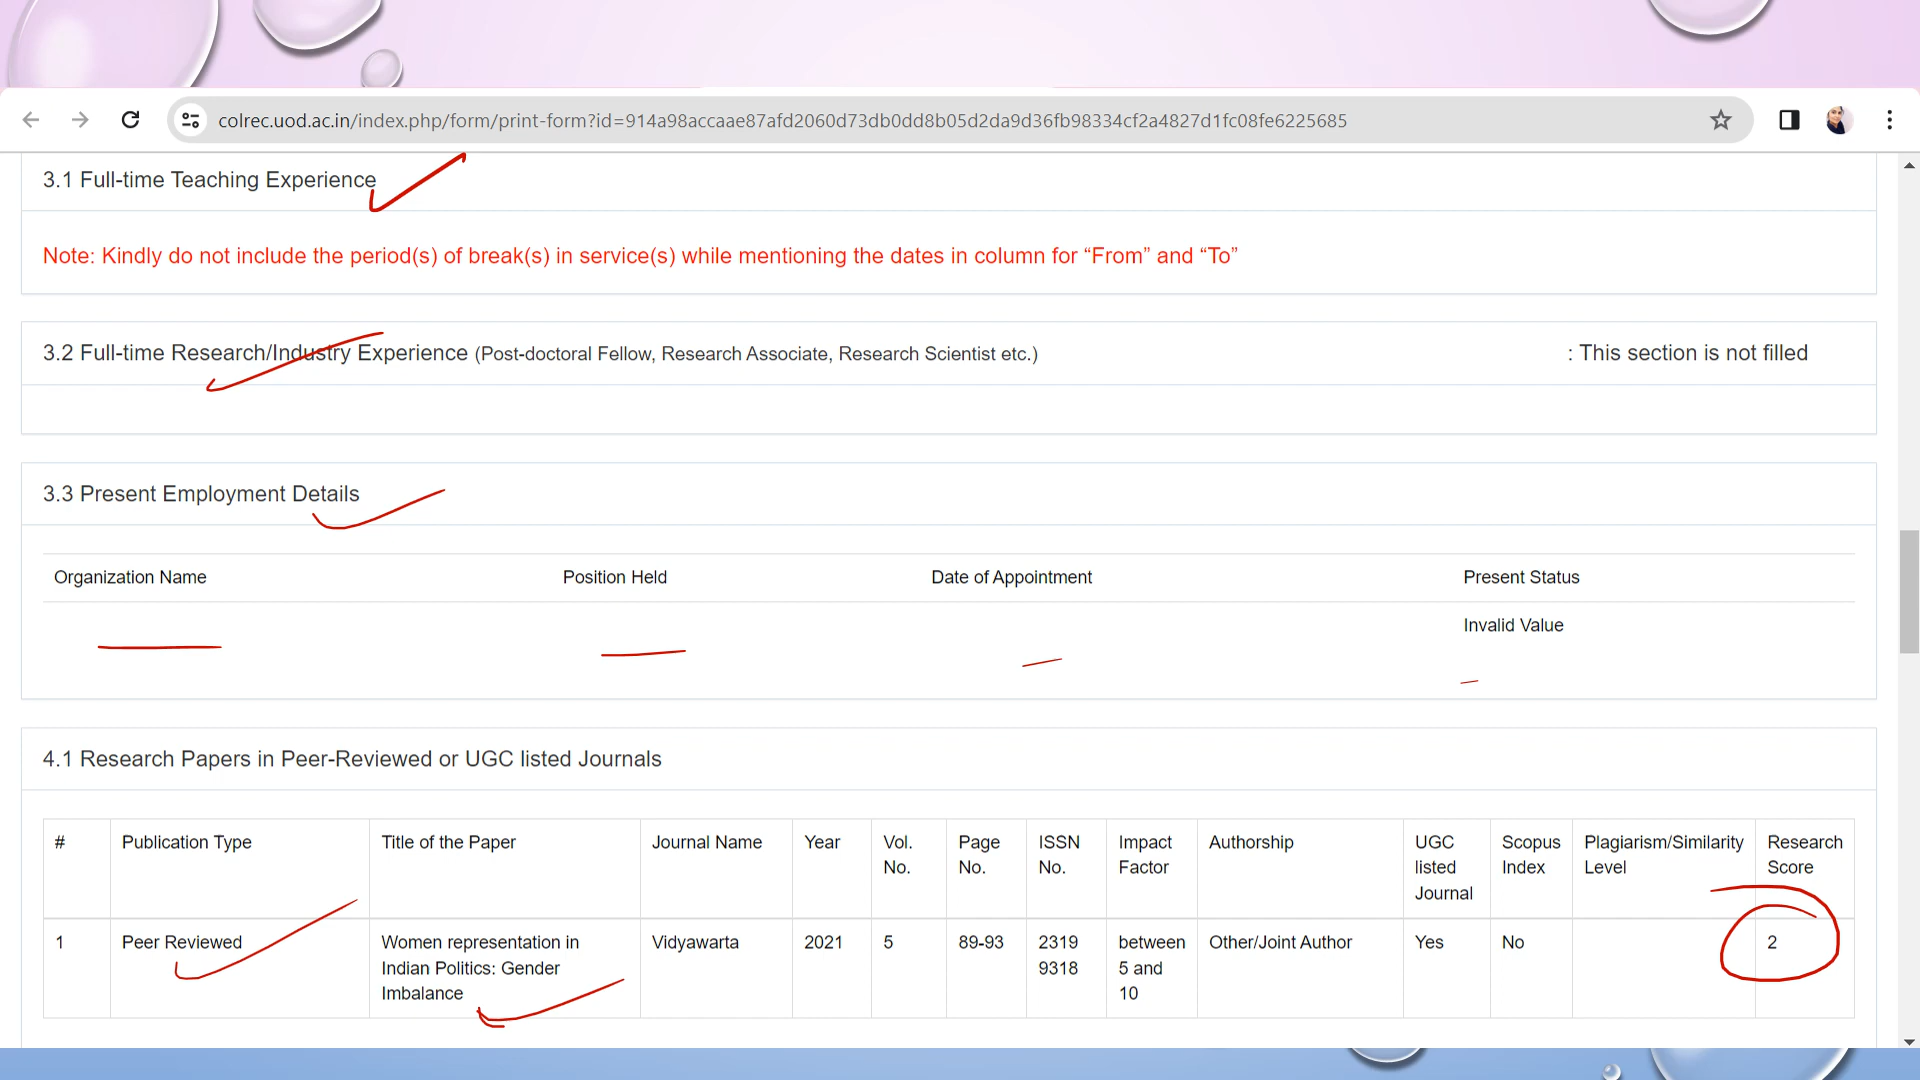 colrec.uod.ac.in/index.php/form/print-form?id=914a98accaae87afd2060d73db0dd8b05d2da9d36fb98334cf2a4827d1fc08fe6225685
3.1 Full-time Teaching Experience
Note: Kindly do not include the period(s) of break(s) in service(s) while mentioning the dates in column for “From” and “To”
3.2 Full-time Research/Industry Experience (Post-doctoral Fellow, Research Associate, Research Scientist etc.) : This section is not filled
3.3 Present Employment Details
Organization Name Position Held Date of Appointment Present Status
Invalid Value
4.1 Research Papers in Peer-Reviewed or UGC listed Journals
# Publication Type Title of the Paper Journal Name Year Vol. Page ISSN Impact Authorship UGC Scopus Plagiarism/Similarity Research
No. No. No. Factor listed Index Level Score
Journal
1 Peer Reviewed Women representation in Vidyawarta 2021 5 89-93 2319 between Other/Joint Author Yes No 2
Indian Politics: Gender 9318 5 and
Imbalance 10